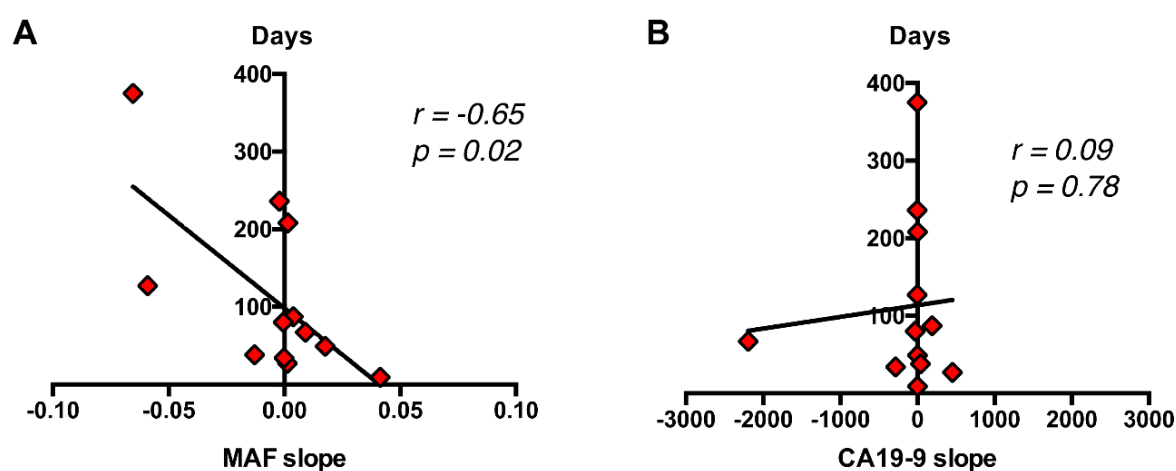 A
Days
400
300
200
100
r = -0.65
p = 0.02
-0.10 -0.05 0.00 0.05 0.10
MAF slope
B
Days
400
300
200
100
r = 0.09
p = 0.78
-3000 -2000 -1000 0 1000 2000 3000
CA19-9 slope